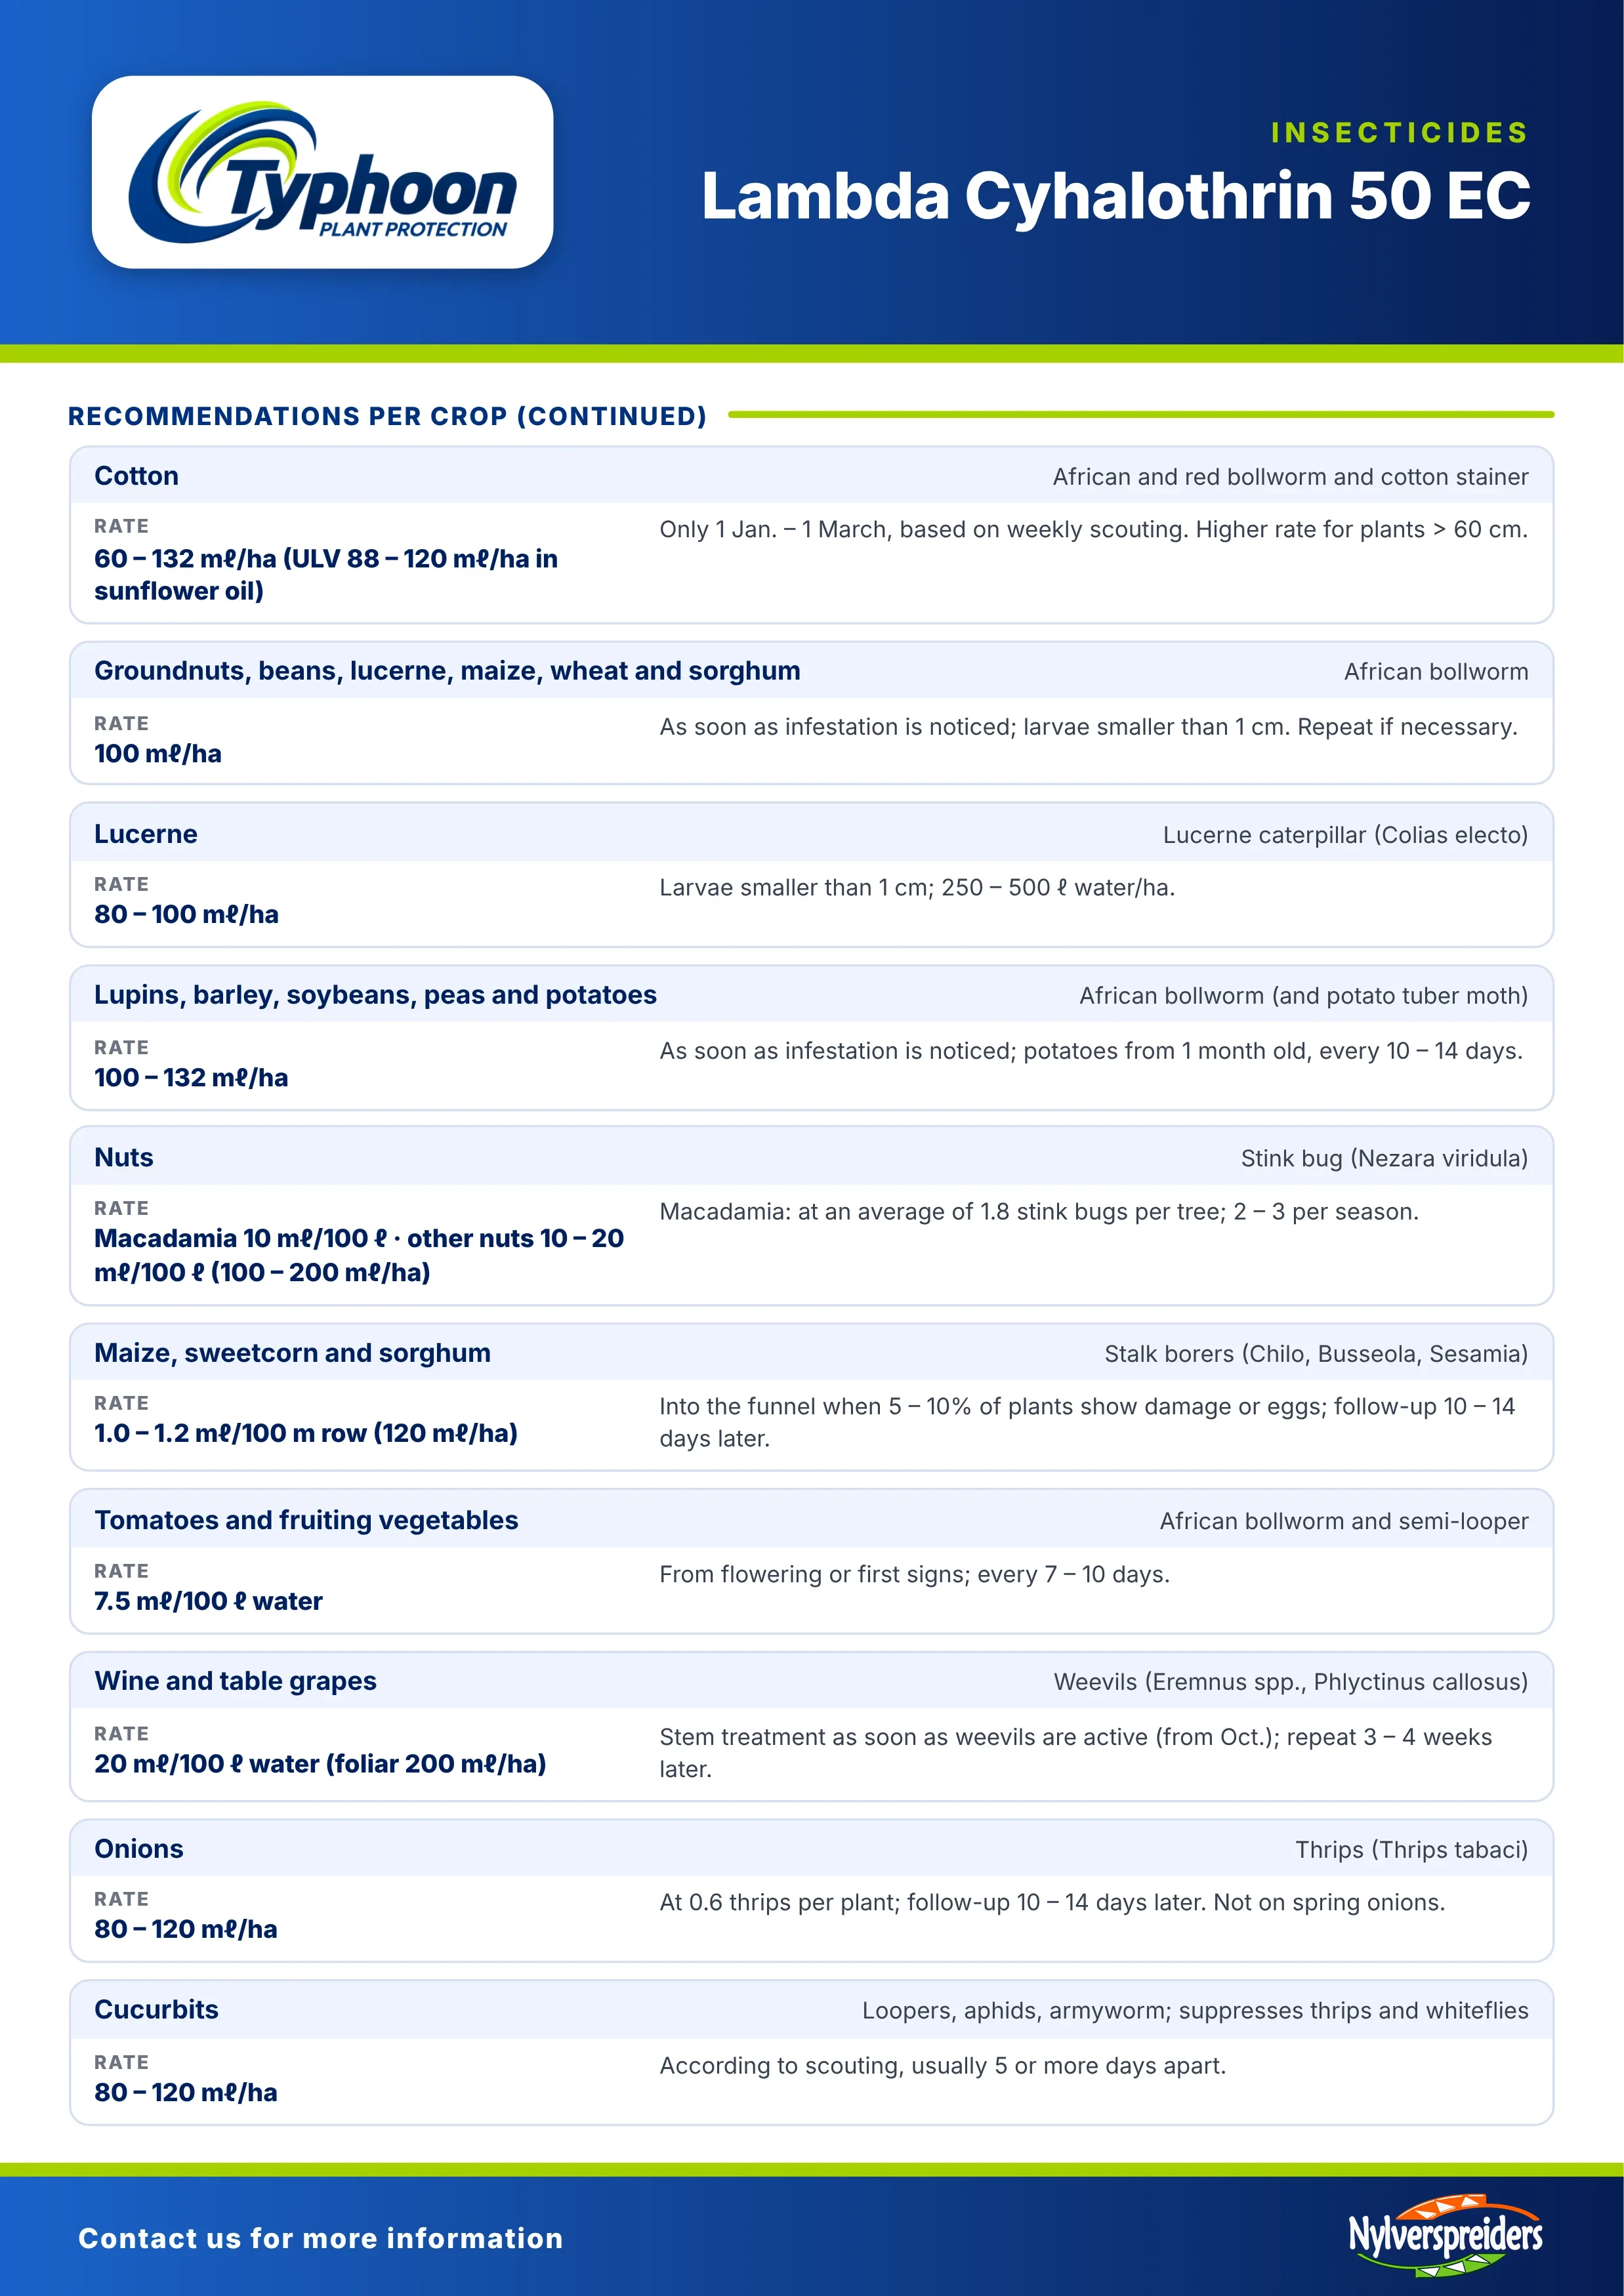 Typhoon
PLANT PROTECTION
INSECTICIDES
Lambda Cyhalothrin 50 EC
RECOMMENDATIONS PER CROP (CONTINUED)
Cotton
African and red bollworm and cotton stainer
RATE
60 – 132 mℓ/ha (ULV 88 – 120 mℓ/ha in
sunflower oil)
Only 1 Jan. – 1 March, based on weekly scouting. Higher rate for plants > 60 cm.
Groundnuts, beans, lucerne, maize, wheat and sorghum
African bollworm
RATE
100 mℓ/ha
As soon as infestation is noticed; larvae smaller than 1 cm. Repeat if necessary.
Lucerne
Lucerne caterpillar (Colias electo)
RATE
80 – 100 mℓ/ha
Larvae smaller than 1 cm; 250 – 500 ℓ water/ha.
Lupins, barley, soybeans, peas and potatoes
African bollworm (and potato tuber moth)
RATE
100 – 132 mℓ/ha
As soon as infestation is noticed; potatoes from 1 month old, every 10 – 14 days.
Nuts
Stink bug (Nezara viridula)
RATE
Macadamia 10 mℓ/100 ℓ · other nuts 10 – 20
mℓ/100 ℓ (100 – 200 mℓ/ha)
Macadamia: at an average of 1.8 stink bugs per tree; 2 – 3 per season.
Maize, sweetcorn and sorghum
Stalk borers (Chilo, Busseola, Sesamia)
RATE
1.0 – 1.2 mℓ/100 m row (120 mℓ/ha)
Into the funnel when 5 – 10% of plants show damage or eggs; follow-up 10 – 14
days later.
Tomatoes and fruiting vegetables
African bollworm and semi-looper
RATE
7.5 mℓ/100 ℓ water
From flowering or first signs; every 7 – 10 days.
Wine and table grapes
Weevils (Eremnus spp., Phlyctinus callosus)
RATE
20 mℓ/100 ℓ water (foliar 200 mℓ/ha)
Stem treatment as soon as weevils are active (from Oct.); repeat 3 – 4 weeks
later.
Onions
Thrips (Thrips tabaci)
RATE
80 – 120 mℓ/ha
At 0.6 thrips per plant; follow-up 10 – 14 days later. Not on spring onions.
Cucurbits
Loopers, aphids, armyworm; suppresses thrips and whiteflies
RATE
80 – 120 mℓ/ha
According to scouting, usually 5 or more days apart.
Contact us for more information
Nylverspreiders